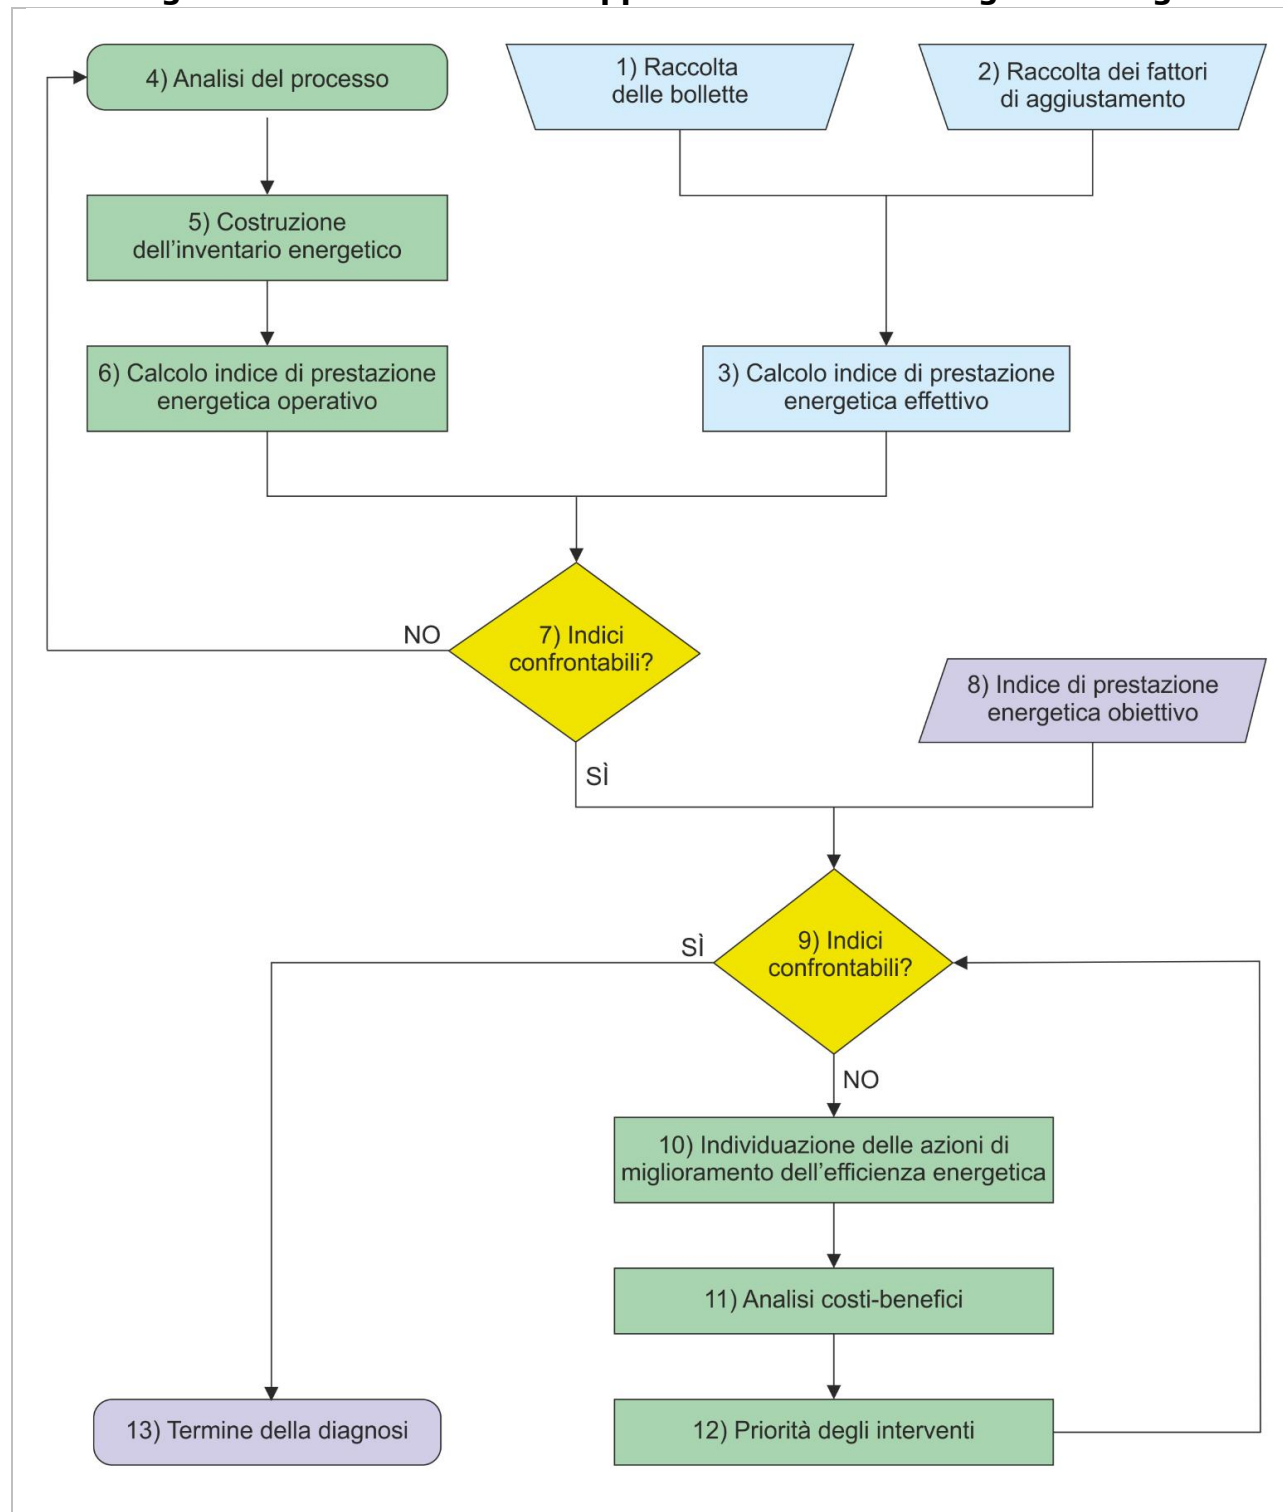 4) Analisi del processo
1) Raccolta
delle bollette
2) Raccolta dei fattori
di aggiustamento
5) Costruzione
dell’inventario energetico
6) Calcolo indice di prestazione
energetica operativo
3) Calcolo indice di prestazione
energetica effettivo
7) Indici
confrontabili?
NO
SÌ
8) Indice di prestazione
energetica obiettivo
9) Indici
confrontabili?
SÌ
NO
10) Individuazione delle azioni di
miglioramento dell’efficienza energetica
11) Analisi costi-benefici
12) Priorità degli interventi
13) Termine della diagnosi